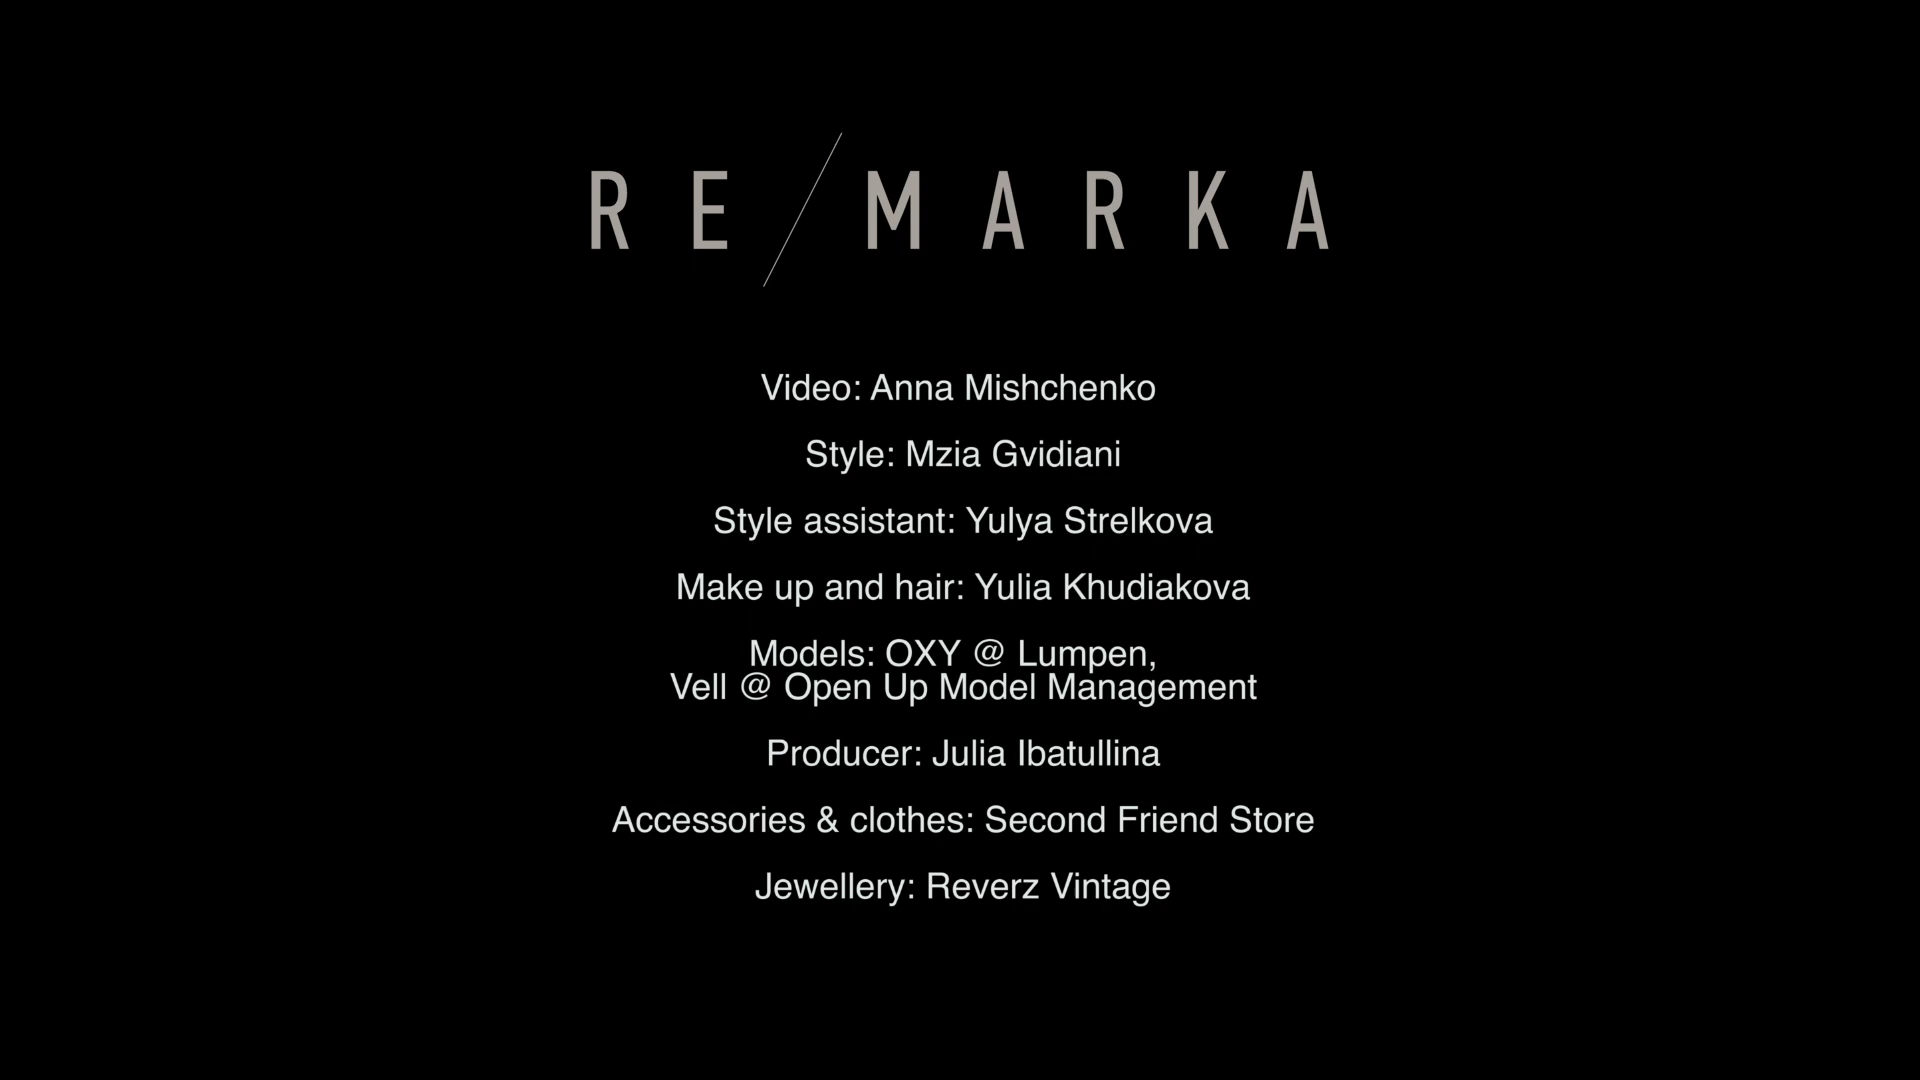 RE/MARKA
Video: Anna Mishchenko
Style: Mzia Gvidiani
Style assistant: Yulya Strelkova
Make up and hair: Yulia Khudiakova
Models: OXY @ Lumpen,
Vell @ Open Up Model Management
Producer: Julia Ibatullina
Accessories & clothes: Second Friend Store
Jewellery: Reverz Vintage